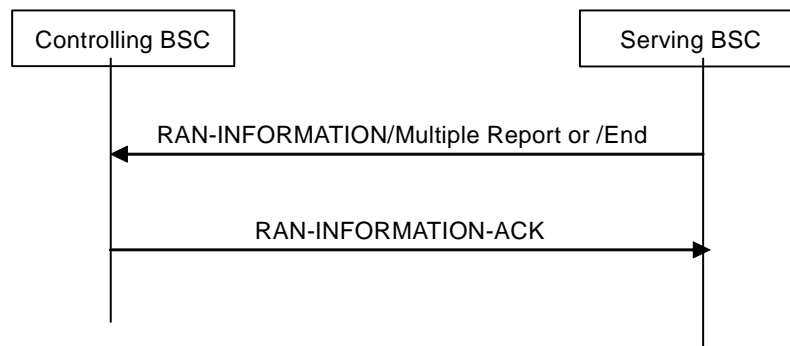 Controlling BSC
Serving BSC
RAN-INFORMATION/Multiple Report or /End
RAN-INFORMATION-ACK